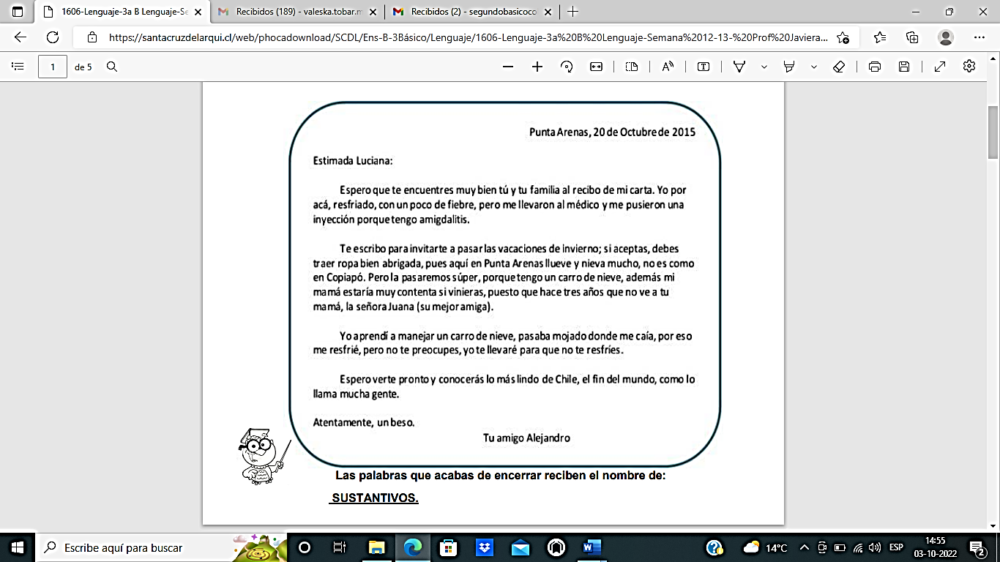 1606-Lenguaje-3a B Lenguaje-Se
Recibidos (189) - valeska.tobar.m
Recibidos (2) - segundobasicoco
https://santacruzdelarqui.cl/web/phocadownload/SCDL/Ens-B-3Básico/Lenguaje/1606-Lenguaje-3a%20B%20Lenguaje-Semana%2012-13-%20Prof%20Javiera...
1 de 5
Punta Arenas, 20 de Octubre de 2015
Estimada Luciana:
Espero que te encuentres muy bien tú y tu familia al recibo de mi carta. Yo por
acá, resfriado, con un poco de fiebre, pero me llevaron al médico y me pusieron una
inyección porque tengo amigdalitis.
Te escribo para invitarte a pasar las vacaciones de invierno; si aceptas, debes
traer ropa bien abrigada, pues aquí en Punta Arenas llueve y nieva mucho, no es como
en Copiapó. Pero la pasaremos súper, porque tengo un carro de nieve, además mi
mamá estaría muy contenta si vinieras, puesto que hace tres años que no ve a tu
mamá, la señora Juana (su mejor amiga).
Yo aprendí a manejar un carro de nieve, pasaba mojado donde me caía, por eso
me resfrié, pero no te preocupes, yo te llevaré para que no te resfríes.
Espero verte pronto y conocerás lo más lindo de Chile, el fin del mundo, como lo
llama mucha gente.
Atentamente, un beso.
Tu amigo Alejandro
Las palabras que acabas de encerrar reciben el nombre de:
SUSTANTIVOS.
Escribe aquí para buscar
14°C
ESP
14:55
03-10-2022
2